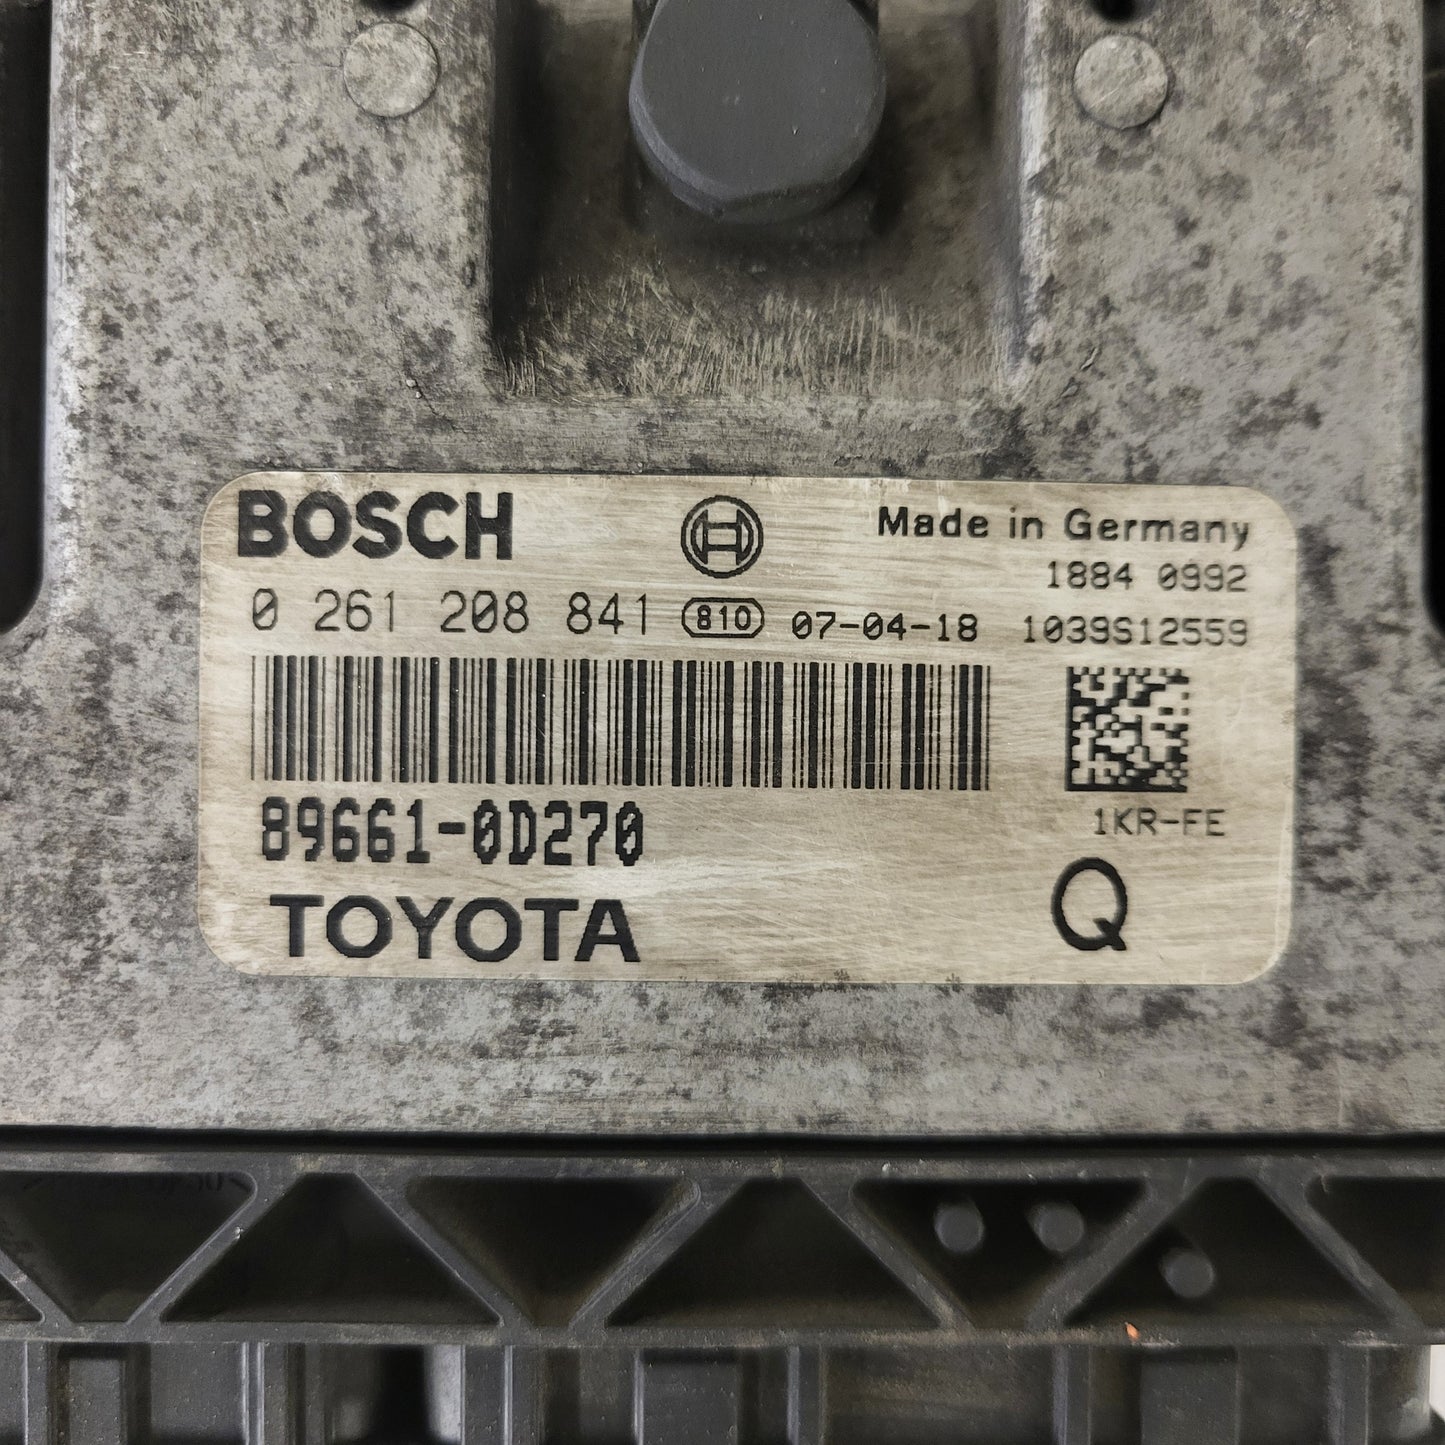 BOSCH
Made in Germany
1884 0992
0 261 208 841 810 07-04-18 1039S12559
89661-0D270
1KR-FE
TOYOTA
Q